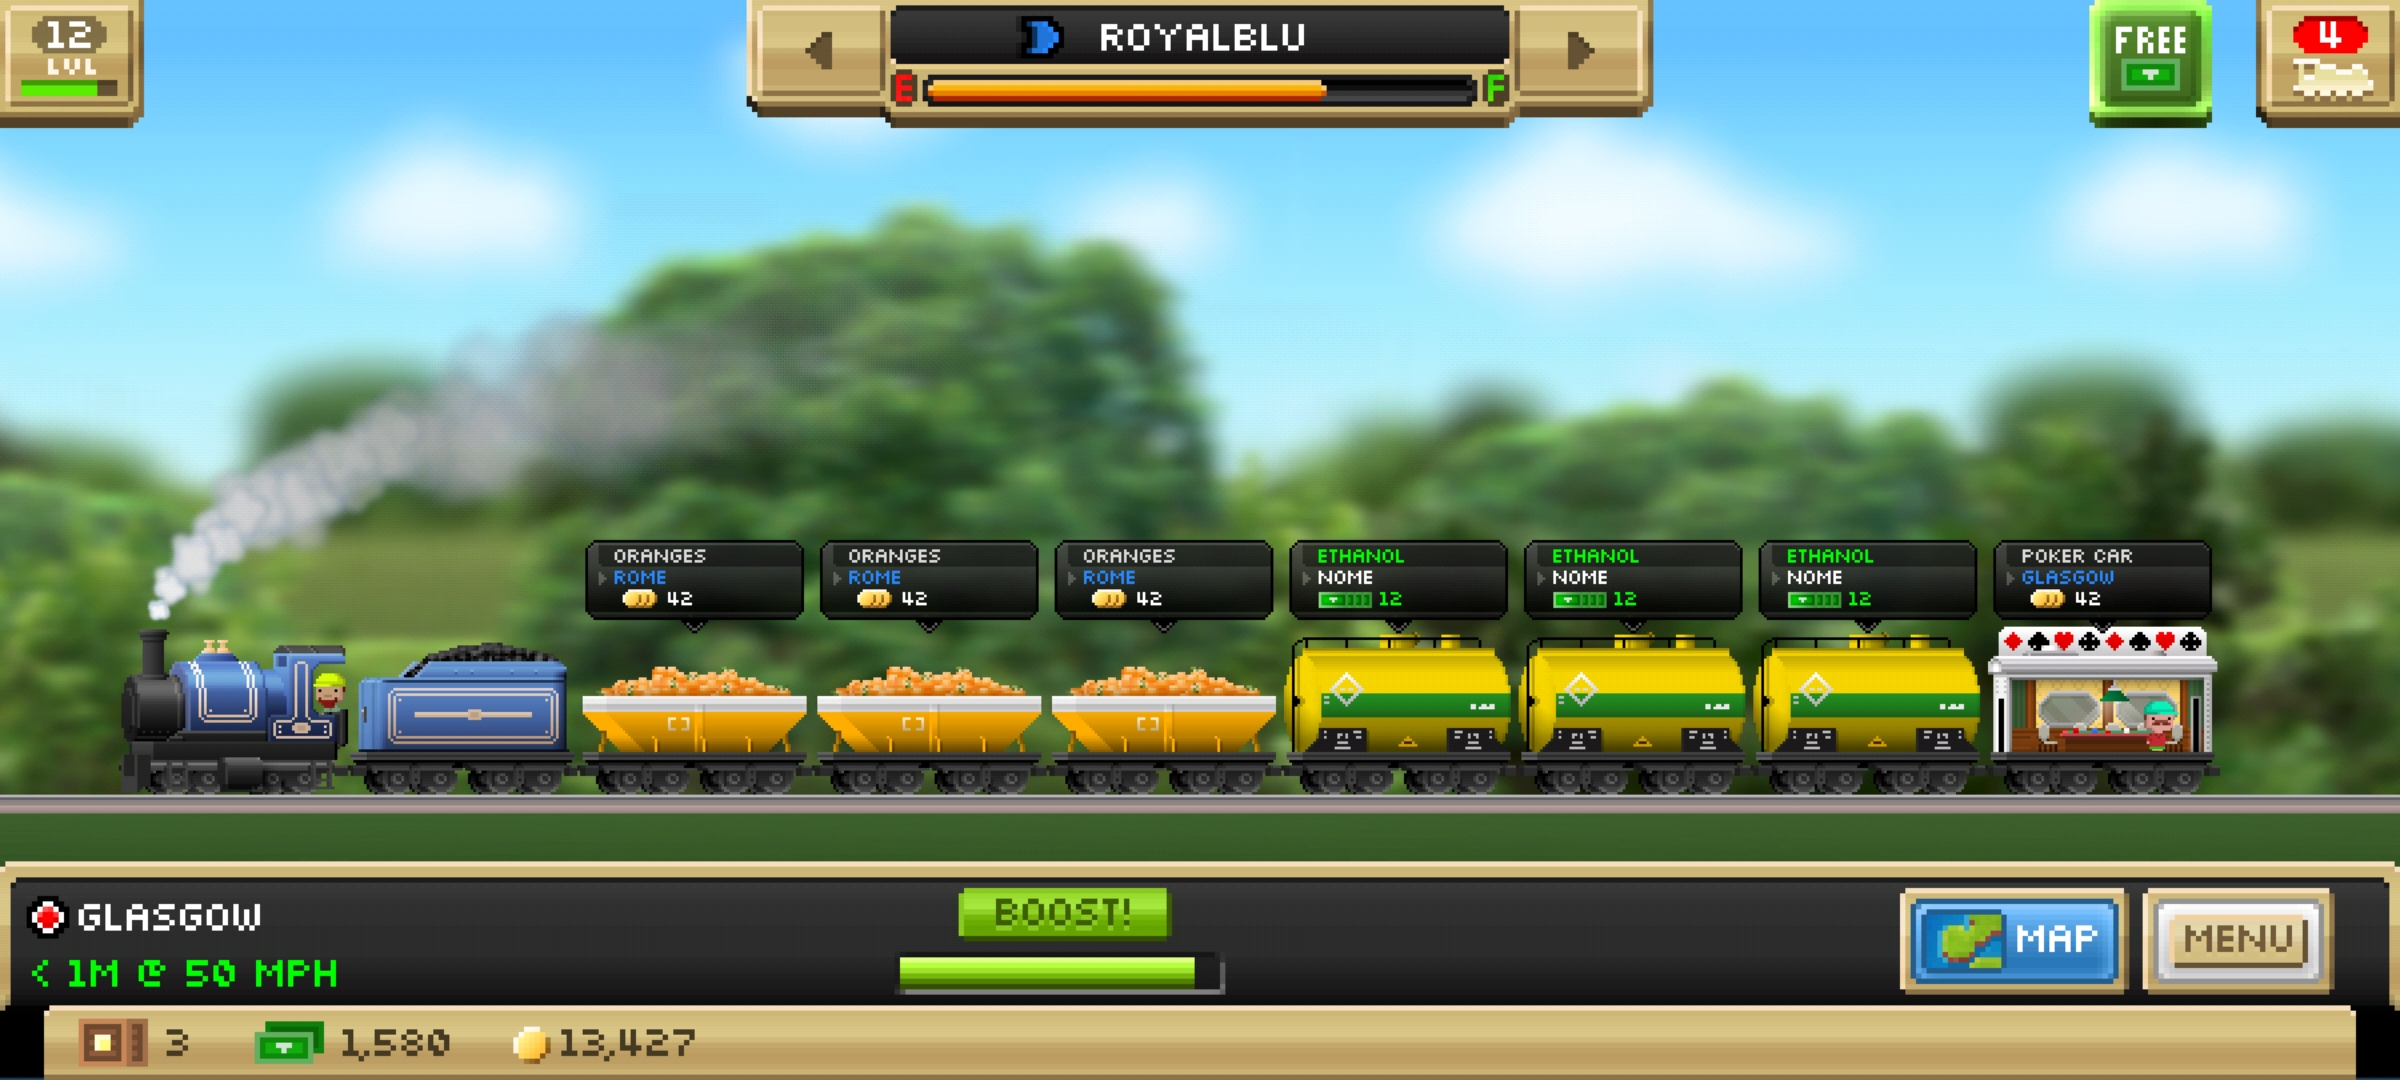 12
LVL
ROYALBLU
E
F
FREE
4
ORANGES
ROME
42
ORANGES
ROME
42
ORANGES
ROME
42
ETHANOL
NOME
12
ETHANOL
NOME
12
ETHANOL
NOME
12
POKER CAR
GLASGOW
42
GLASGOW
< 1M @ 50 MPH
BOOST!
MAP
MENU
3
1,580
13,427